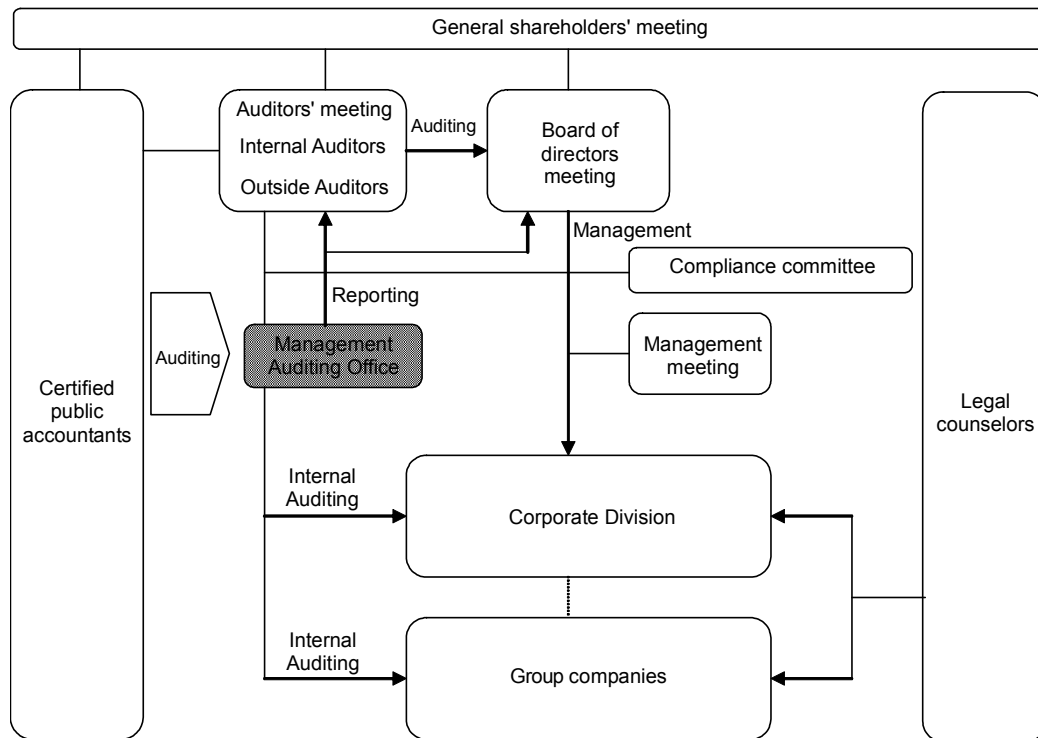 General shareholders' meeting
Auditors' meeting
Internal Auditors
Outside Auditors
Auditing
Board of
directors
meeting
Management
Compliance committee
Reporting
Management
Auditing Office
Auditing
Management
meeting
Certified
public
accountants
Legal
counselors
Internal
Auditing
Corporate Division
Internal
Auditing
Group companies